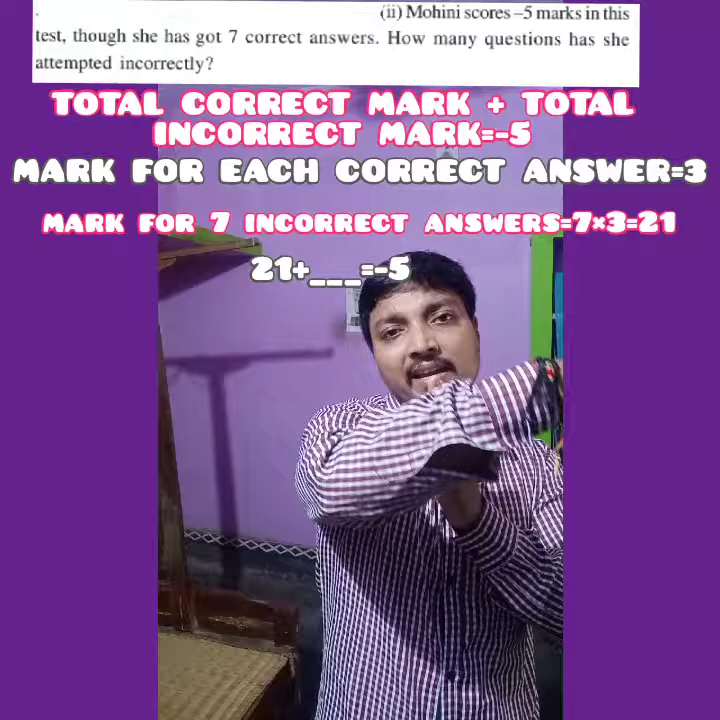 (ii) Mohini scores –5 marks in this
test, though she has got 7 correct answers. How many questions has she
attempted incorrectly?
TOTAL CORRECT MARK + TOTAL
INCORRECT MARK=-5
MARK FOR EACH CORRECT ANSWER=3
MARK FOR 7 INCORRECT ANSWERS=7×3=21
21+___=-5